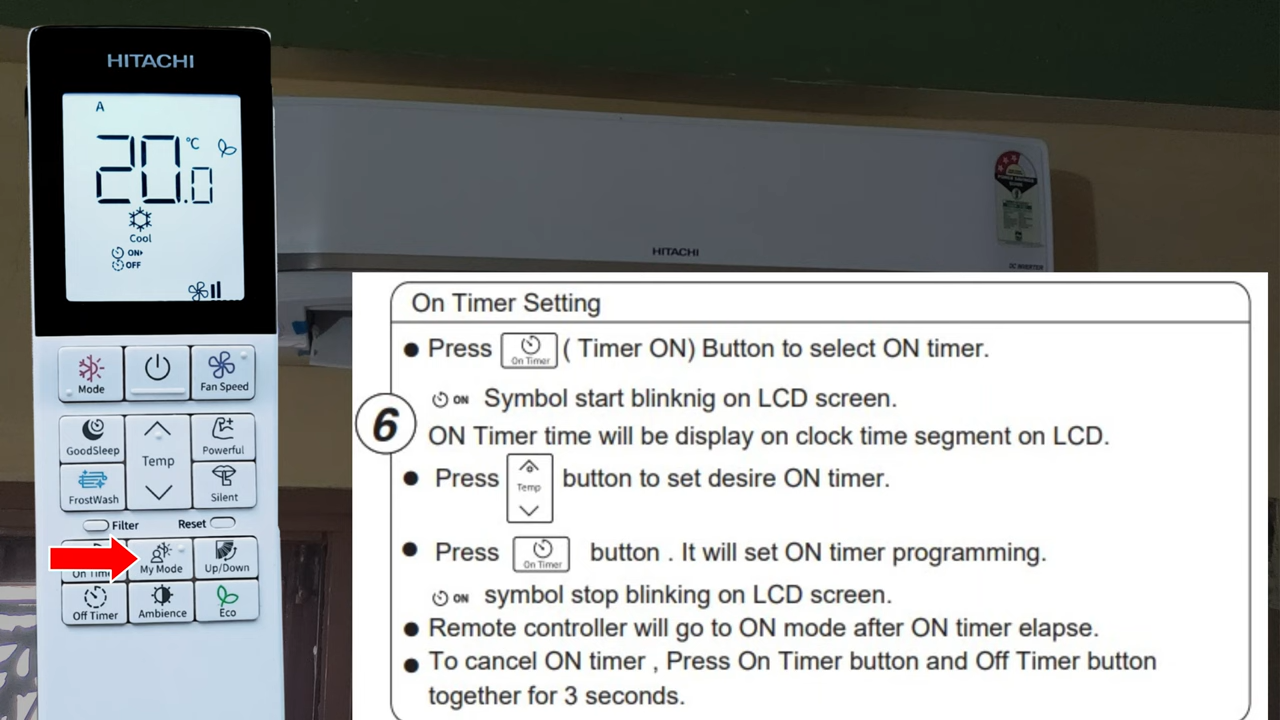 HITACHI
A
20.0 °C
Cool
ON
OFF
Mode
Fan Speed
GoodSleep
Temp
Powerful
FrostWash
Silent
Filter
Reset
On Timer
My Mode
Up/Down
Off Timer
Ambience
Eco
HITACHI
DC INVERTER
On Timer Setting
6
● Press On Timer ( Timer ON) Button to select ON timer.
ON Symbol start blinknig on LCD screen.
ON Timer time will be display on clock time segment on LCD.
● Press Temp button to set desire ON timer.
● Press On Timer button . It will set ON timer programming.
ON symbol stop blinking on LCD screen.
● Remote controller will go to ON mode after ON timer elapse.
● To cancel ON timer , Press On Timer button and Off Timer button
together for 3 seconds.